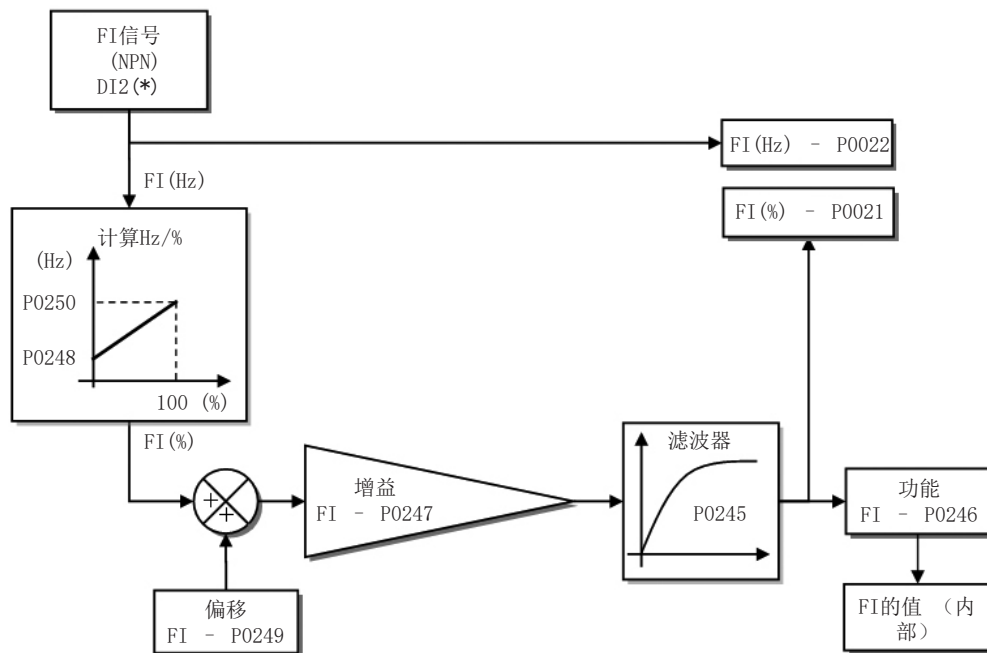 FI信号
(NPN)
DI2(*)
FI(Hz) - P0022
FI(Hz)
FI(%) - P0021
计算Hz/%
(Hz)
P0250
P0248
100 (%)
FI(%)
增益
FI - P0247
滤波器
P0245
功能
FI - P0246
偏移
FI - P0249
FI的值 （内
部）
+
+